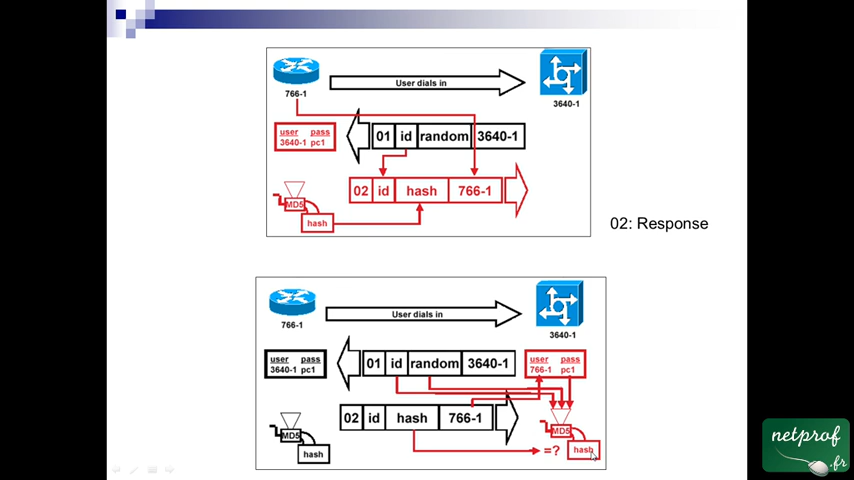 User dials in
766-1
3640-1
user pass
3640-1 pc1
01 id random 3640-1
02 id hash 766-1
MD5
hash
02: Response
User dials in
766-1
3640-1
user pass
3640-1 pc1
01 id random 3640-1
user pass
766-1 pc1
02 id hash 766-1
MD5
hash
=?
MD5
hash
netprof
.fr